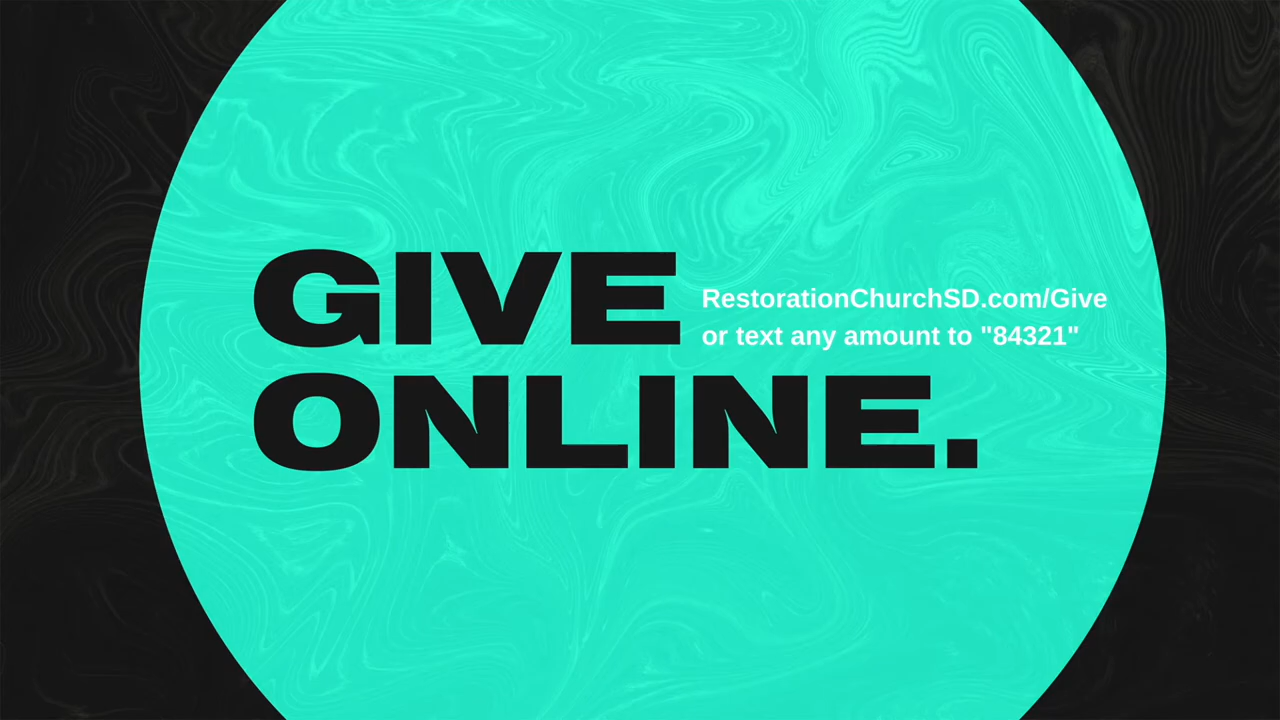 GIVE
RestorationChurchSD.com/Give
or text any amount to "84321"
ONLINE.